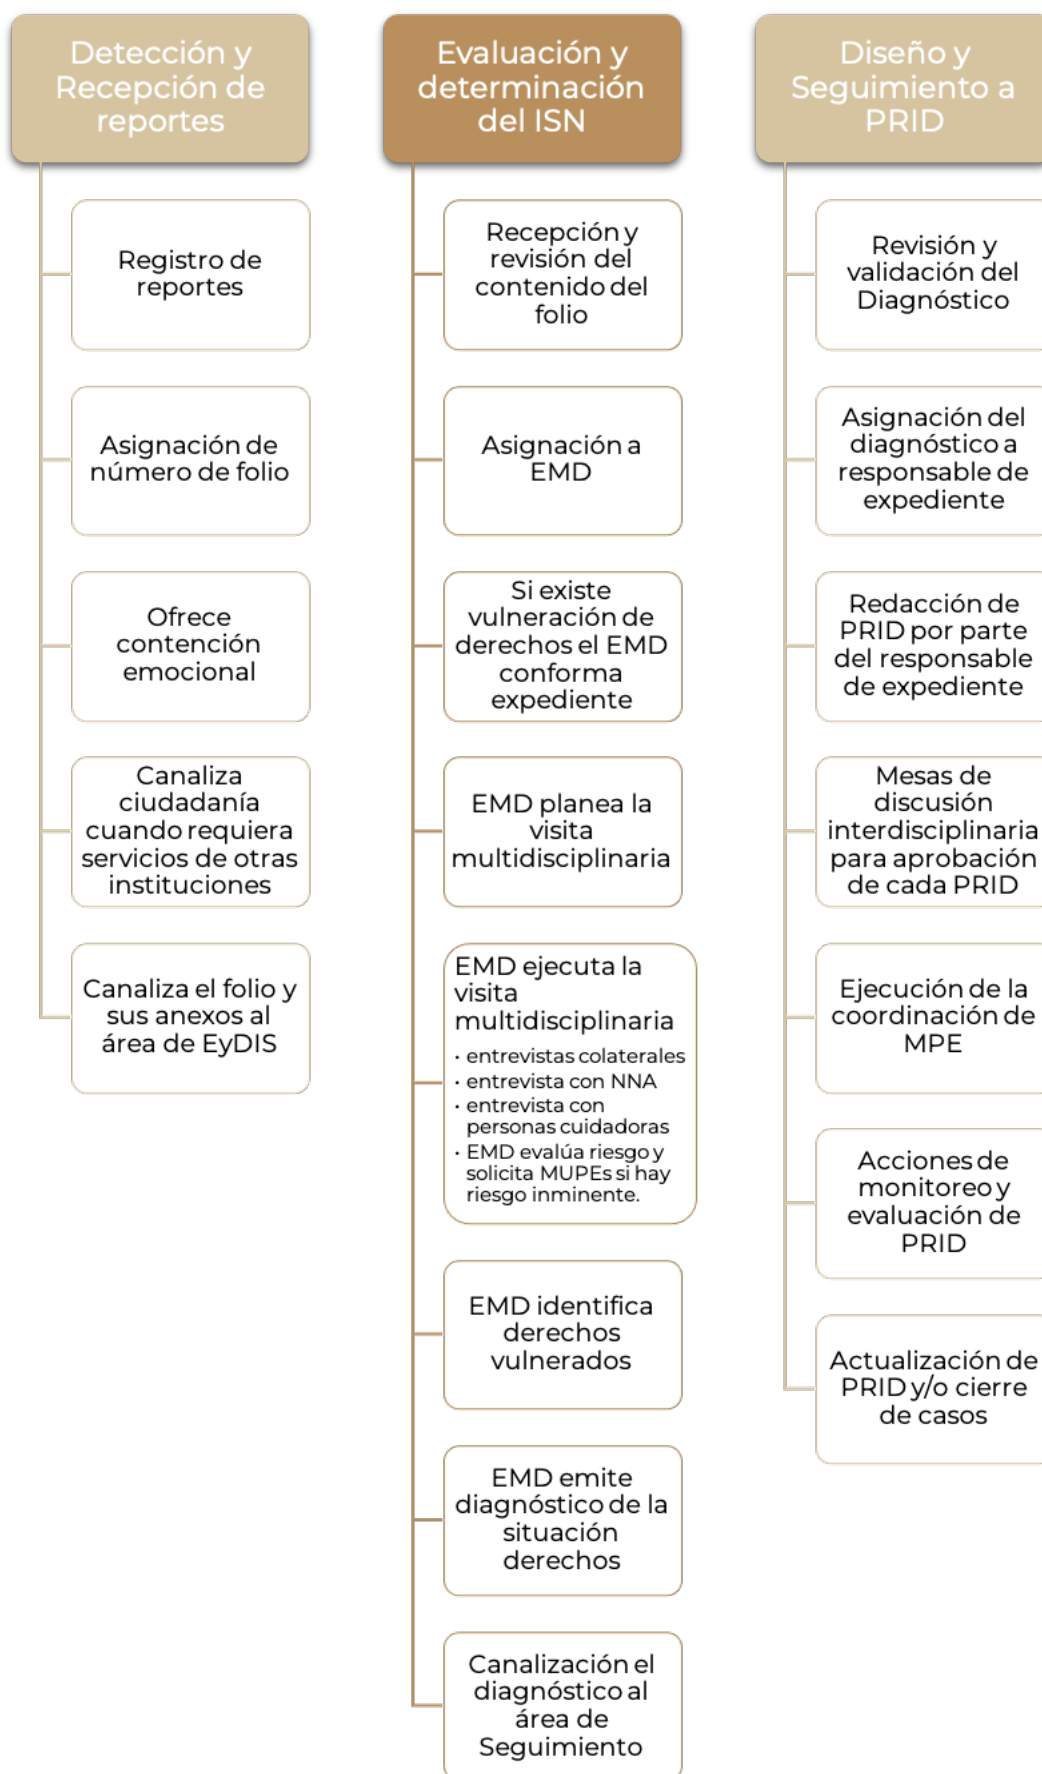 Detección y
Recepción de
reportes
Registro de
reportes
Asignación de
número de folio
Ofrece
contención
emocional
Canaliza
ciudadanía
cuando requiera
servicios de otras
instituciones
Canaliza el folio y
sus anexos al
área de EyDIS
Evaluación y
determinación
del ISN
Recepción y
revisión del
contenido del
folio
Asignación a
EMD
Si existe
vulneración de
derechos el EMD
conforma
expediente
EMD planea la
visita
multidisciplinaria
EMD ejecuta la
visita
multidisciplinaria
· entrevistas colaterales
· entrevista con NNA
· entrevista con
personas cuidadoras
· EMD evalúa riesgo y
solicita MUPEs si hay
riesgo inminente.
EMD identifica
derechos
vulnerados
EMD emite
diagnóstico de la
situación
derechos
Canalización el
diagnóstico al
área de
Seguimiento
Diseño y
Seguimiento a
PRID
Revisión y
validación del
Diagnóstico
Asignación del
diagnóstico a
responsable de
expediente
Redacción de
PRID por parte
del responsable
de expediente
Mesas de
discusión
interdisciplinaria
para aprobación
de cada PRID
Ejecución de la
coordinación de
MPE
Acciones de
monitoreo y
evaluación de
PRID
Actualización de
PRID y/o cierre
de casos